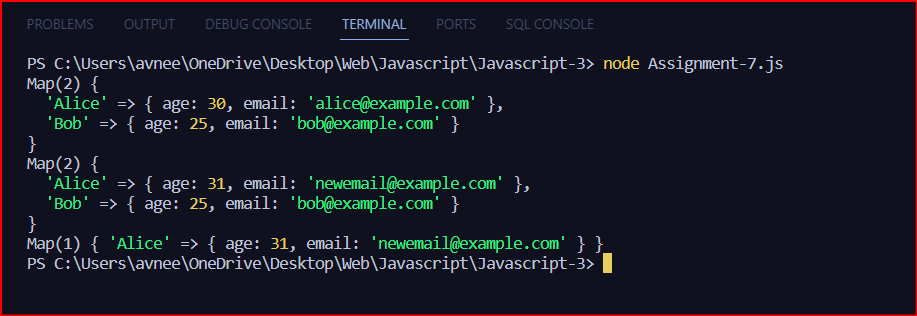 PROBLEMS OUTPUT DEBUG CONSOLE TERMINAL PORTS SQL CONSOLE
PS C:\Users\avnee\OneDrive\Desktop\Web\Javascript\Javascript-3> node Assignment-7.js
Map(2) {
  'Alice' => { age: 30, email: 'alice@example.com' },
  'Bob' => { age: 25, email: 'bob@example.com' }
}
Map(2) {
  'Alice' => { age: 31, email: 'newemail@example.com' },
  'Bob' => { age: 25, email: 'bob@example.com' }
}
Map(1) { 'Alice' => { age: 31, email: 'newemail@example.com' } }
PS C:\Users\avnee\OneDrive\Desktop\Web\Javascript\Javascript-3>